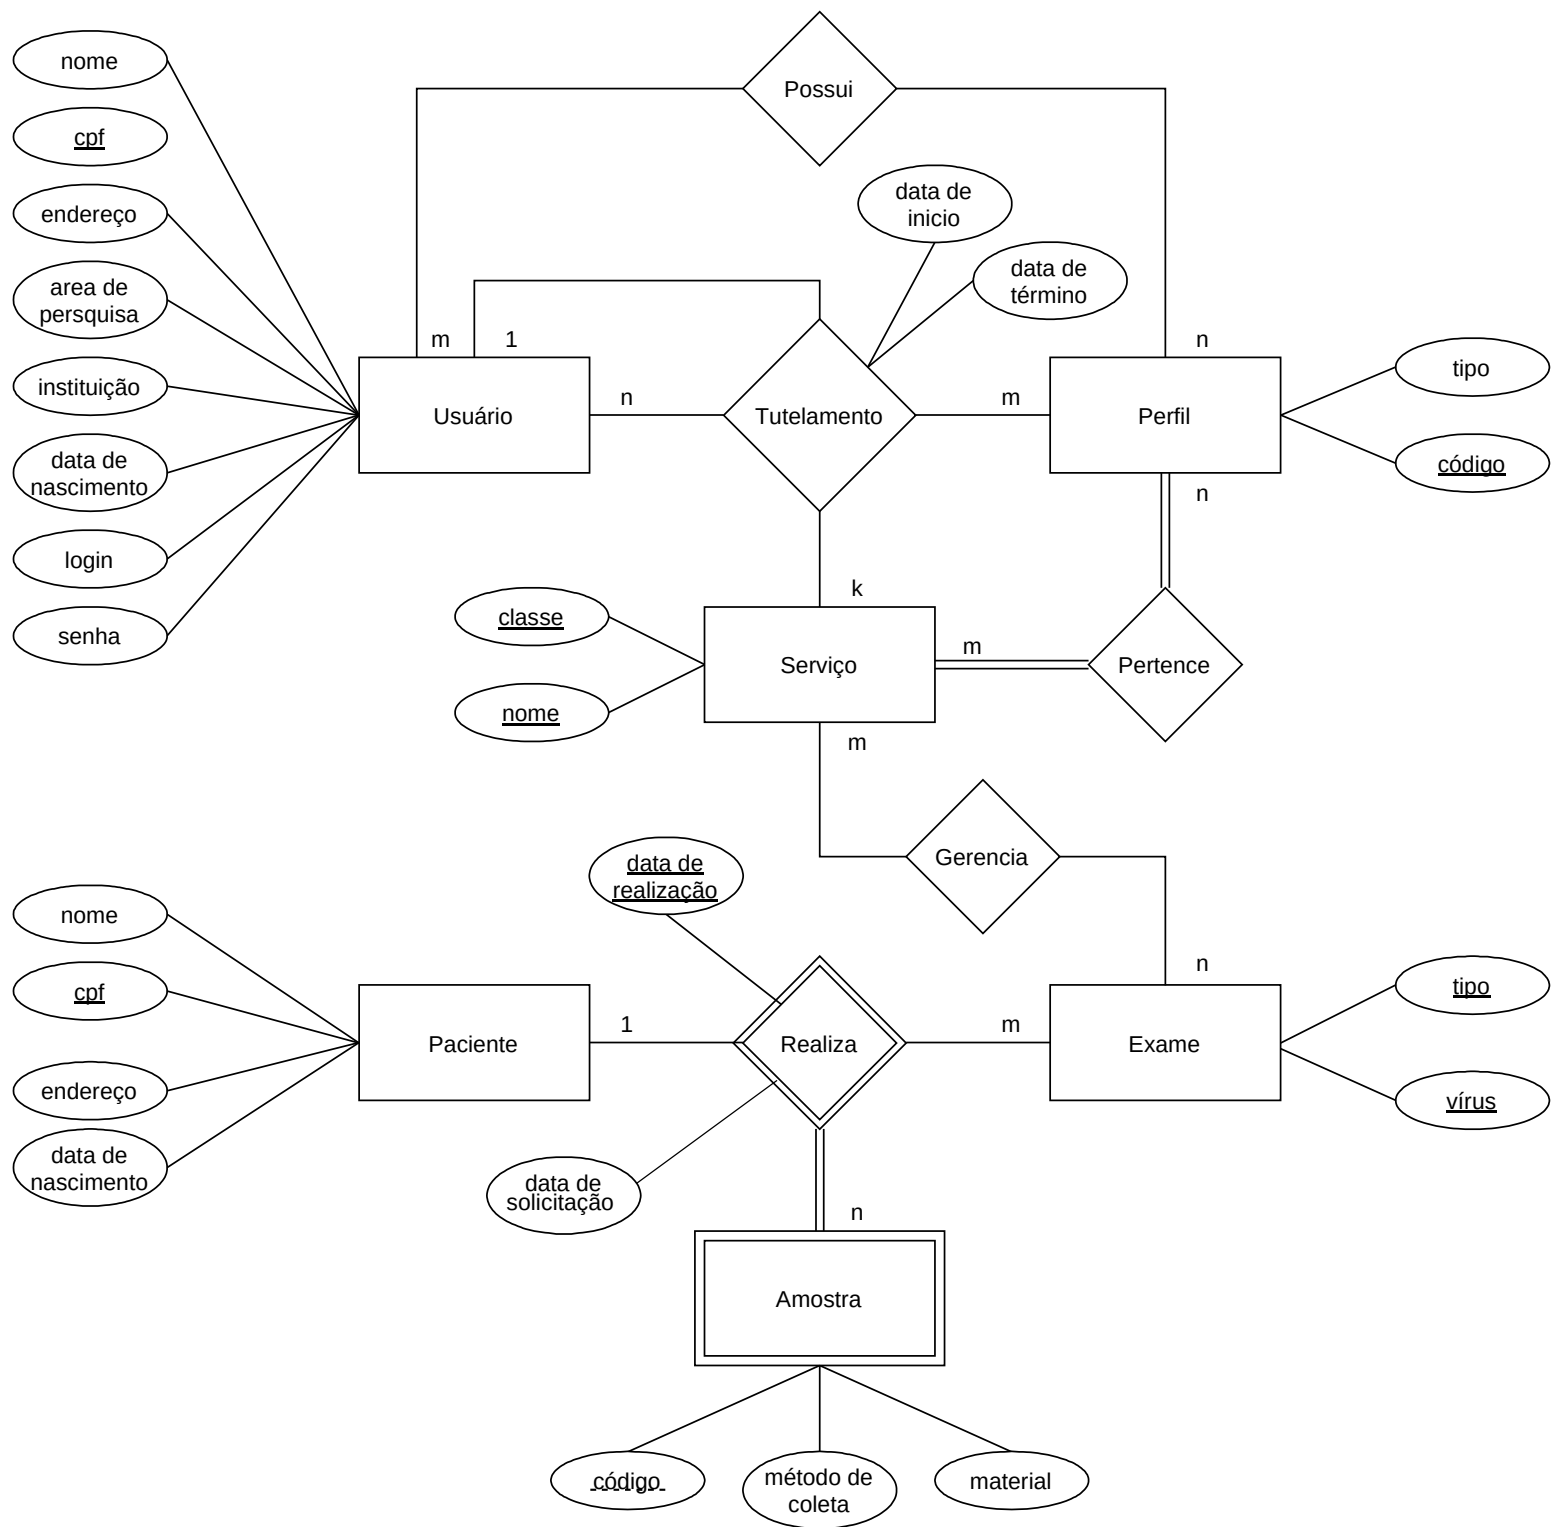 Possui
nome
cpf
endereço
area de
persquisa
instituição
data de
nascimento
login
senha
data de
inicio
data de
término
m
1
n
Usuário
n
Tutelamento
m
Perfil
tipo
código
n
k
classe
nome
Serviço
m
Pertence
m
Gerencia
data de
realização
n
nome
cpf
endereço
data de
nascimento
Paciente
1
Realiza
m
Exame
tipo
vírus
data de
solicitação
n
Amostra
código
método de
coleta
material